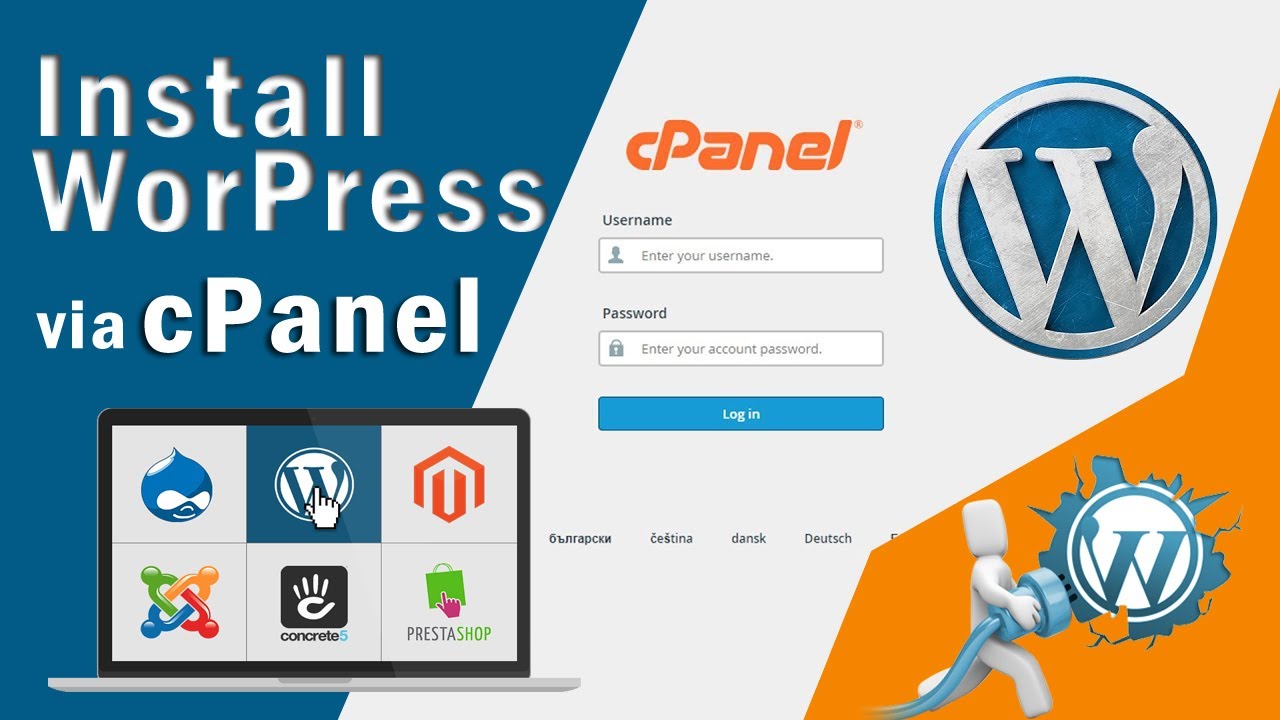 Install
WorPress
via cPanel
cPanel®
Username
Enter your username.
Password
Enter your account password.
Log in
български čeština dansk Deutsch
concrete5
PRESTASHOP